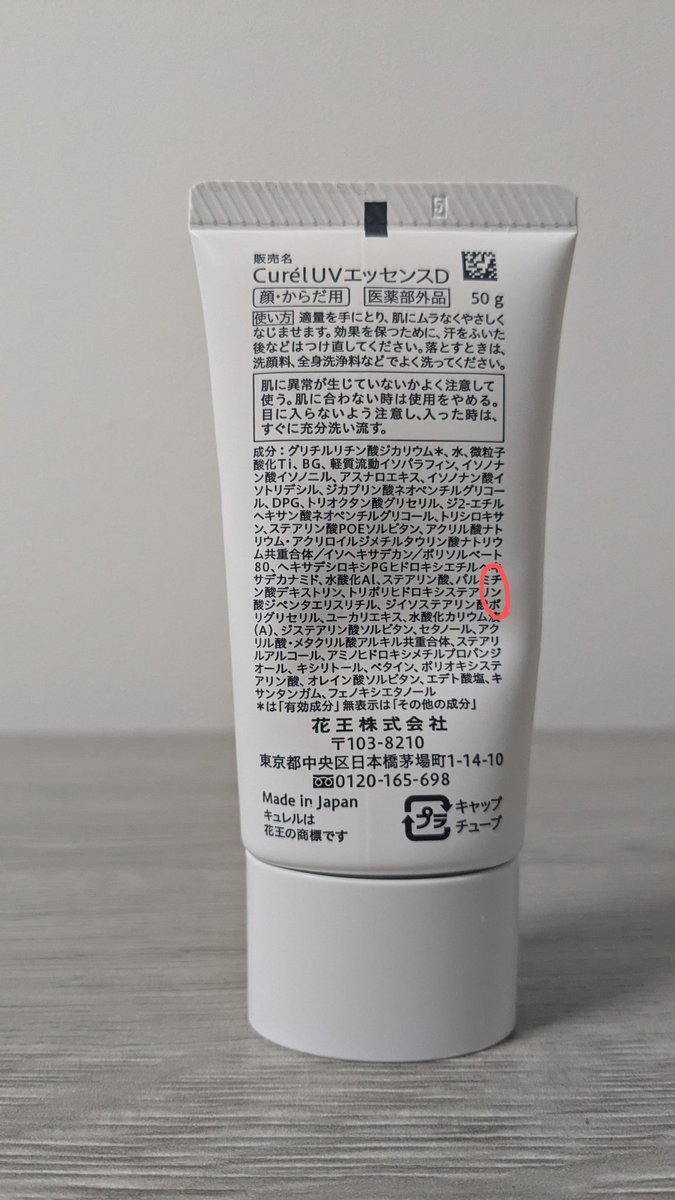 5
販売名
Curél UVエッセンスD
顔・からだ用 医薬部外品 50g
使い方 適量を手にとり、肌にムラなくやさしく
なじませます。効果を保つために、汗をふいた
後などはつけ直してください。落とすときは、
洗顔料、全身洗浄料などでよく洗ってください。
肌に異常が生じていないかよく注意して
使う。肌に合わない時は使用をやめる。
目に入らないよう注意し、入った時は、
すぐに充分洗い流す。
成分：グリチルリチン酸ジカリウム＊、水、微粒子
酸化Ti、BG、軽質流動イソパラフィン、イソノナ
ン酸イソノニル、アスナロエキス、イソノナン酸イ
ソトリデシル、ジカプリン酸ネオペンチルグリコー
ル、DPG、トリオクタン酸グリセリル、ジ2-エチル
ヘキサン酸ネオペンチルグリコール、トリシロキサ
ン、ステアリン酸POEソルビタン、アクリル酸ナト
リウム・アクリロイルジメチルタウリン酸ナトリウ
ム共重合体／イソヘキサデカン／ポリソルベート
80、ヘキサデシロキシPGヒドロキシエチルヘキ
サデカナミド、水酸化Al、ステアリン酸、パルミチ
ン酸デキストリン、トリポリヒドロキシステアリン
酸ジペンタエリスリチル、ジイソステアリン酸ポ
リグリセリル、ユーカリエキス、水酸化カリウム液
(A)、ジステアリン酸ソルビタン、セタノール、アク
リル酸・メタクリル酸アルキル共重合体、ステアリ
ルアルコール、アミノヒドロキシメチルプロパンジ
オール、キシリトール、ベタイン、ポリオキシステ
アリン酸、オレイン酸ソルビタン、エデト酸塩、キ
サンタンガム、フェノキシエタノール
＊は「有効成分」無表示は「その他の成分」
花王株式会社
〒103-8210
東京都中央区日本橋茅場町1-14-10
0120-165-698
Made in Japan
キュレルは
花王の商標です
プラ
キャップ
チューブ